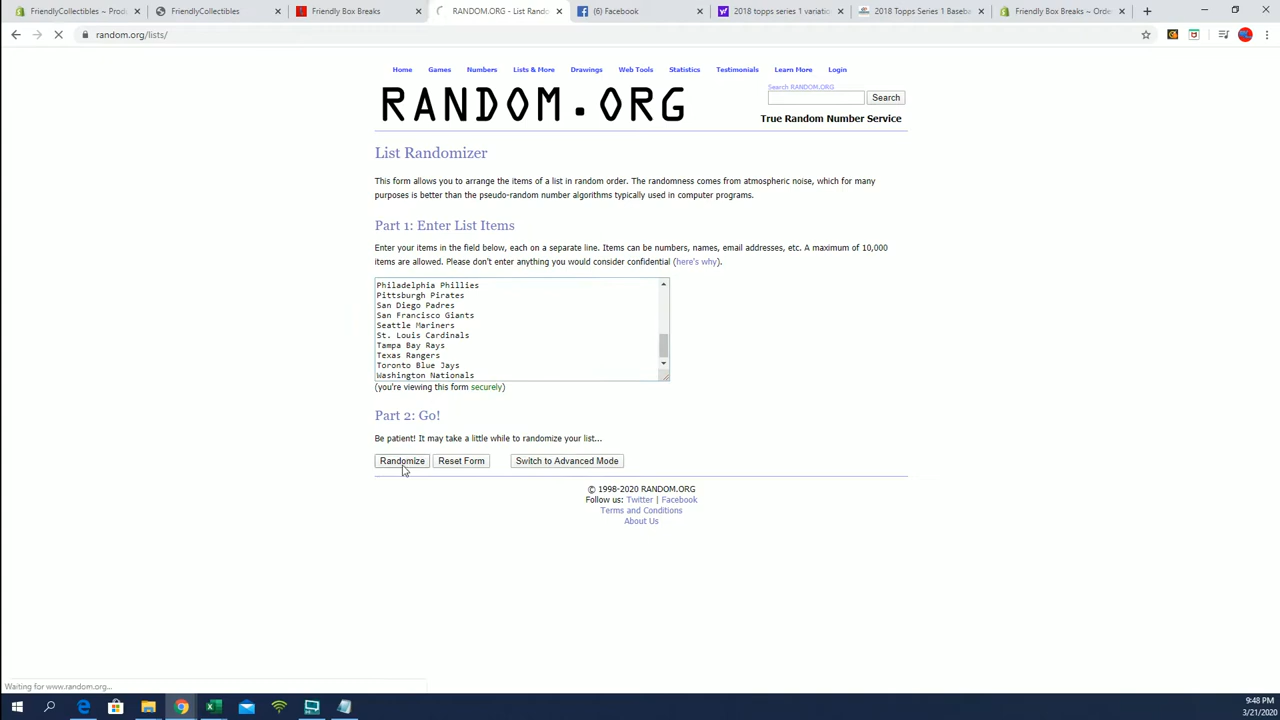 FriendlyCollectibles ~ Produ
FriendlyCollectibles
Friendly Box Breaks
RANDOM.ORG - List Rando
(6) Facebook
2018 topps series 1 variatio
2018 Topps Series 1 Baseba
Friendly Box Breaks ~ Orde
random.org/lists/
Home Games Numbers Lists & More Drawings Web Tools Statistics Testimonials Learn More Login
RANDOM.ORG
Search RANDOM.ORG
Search
True Random Number Service
List Randomizer
This form allows you to arrange the items of a list in random order. The randomness comes from atmospheric noise, which for many
purposes is better than the pseudo-random number algorithms typically used in computer programs.
Part 1: Enter List Items
Enter your items in the field below, each on a separate line. Items can be numbers, names, email addresses, etc. A maximum of 10,000
items are allowed. Please don't enter anything you would consider confidential (here's why).
Philadelphia Phillies
Pittsburgh Pirates
San Diego Padres
San Francisco Giants
Seattle Mariners
St. Louis Cardinals
Tampa Bay Rays
Texas Rangers
Toronto Blue Jays
Washington Nationals
(you're viewing this form securely)
Part 2: Go!
Be patient! It may take a little while to randomize your list...
Randomize Reset Form Switch to Advanced Mode
© 1998-2020 RANDOM.ORG
Follow us: Twitter | Facebook
Terms and Conditions
About Us
Waiting for www.random.org...
9:48 PM
3/21/2020